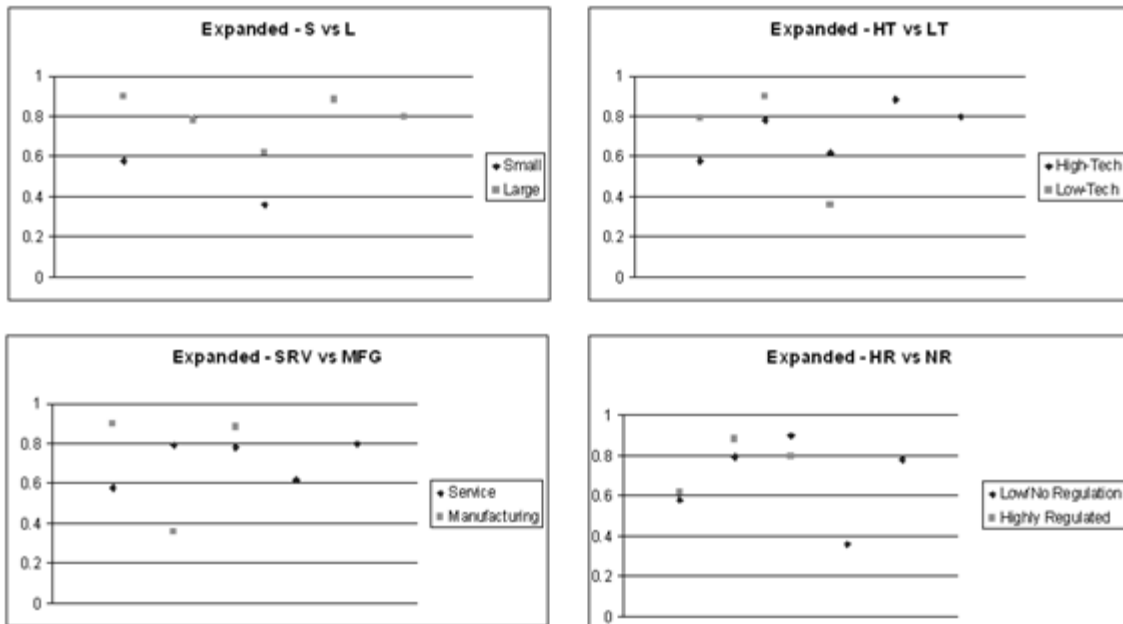 Expanded - S vs L
1
0.8
0.6
0.4
0.2
0
Small
Large
Expanded - HT vs LT
1
0.8
0.6
0.4
0.2
0
High-Tech
Low-Tech
Expanded - SRV vs MFG
1
0.8
0.6
0.4
0.2
0
Service
Manufacturing
Expanded - HR vs NR
1
0.8
0.6
0.4
0.2
0
Low/No Regulation
Highly Regulated